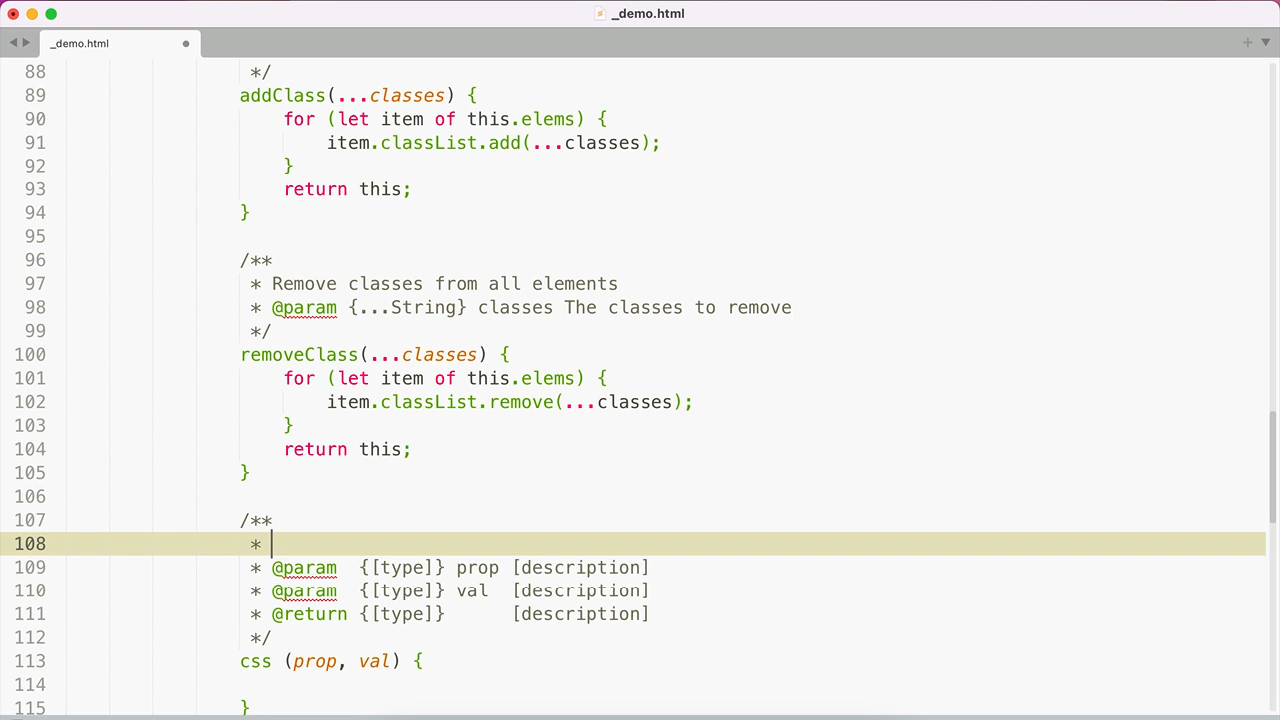 _demo.html
_demo.html
88 */
89 addClass(...classes) {
90 for (let item of this.elems) {
91 item.classList.add(...classes);
92 }
93 return this;
94 }
95
96 /**
97 * Remove classes from all elements
98 * @param {...String} classes The classes to remove
99 */
100 removeClass(...classes) {
101 for (let item of this.elems) {
102 item.classList.remove(...classes);
103 }
104 return this;
105 }
106
107 /**
108 *
109 * @param {[type]} prop [description]
110 * @param {[type]} val [description]
111 * @return {[type]} [description]
112 */
113 css (prop, val) {
114
115 }